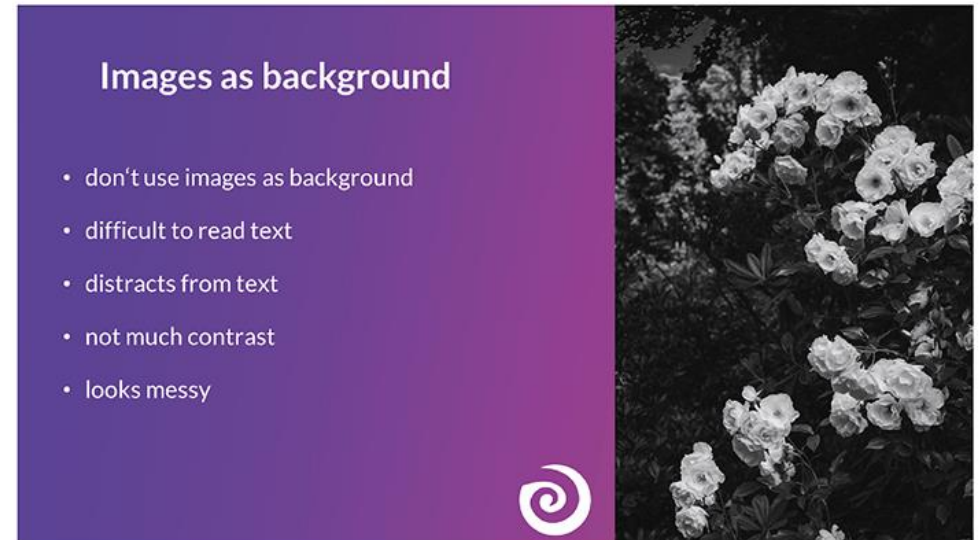 Images as background
• don‘t use images as background
• difficult to read text
• distracts from text
• not much contrast
• looks messy